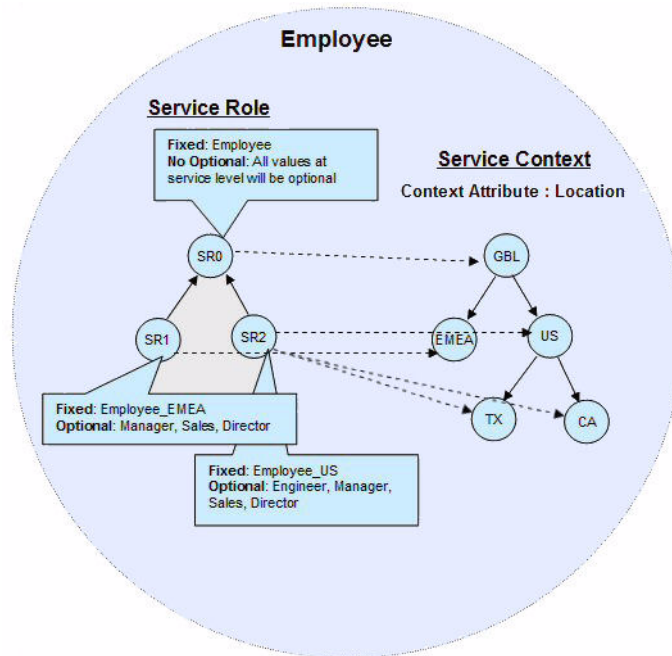 Employee
Service Role
Fixed: Employee
No Optional: All values at
service level will be optional
Service Context
Context Attribute : Location
SR0
GBL
SR1
SR2
EMEA
US
Fixed: Employee_EMEA
Optional: Manager, Sales, Director
TX
CA
Fixed: Employee_US
Optional: Engineer, Manager,
Sales, Director